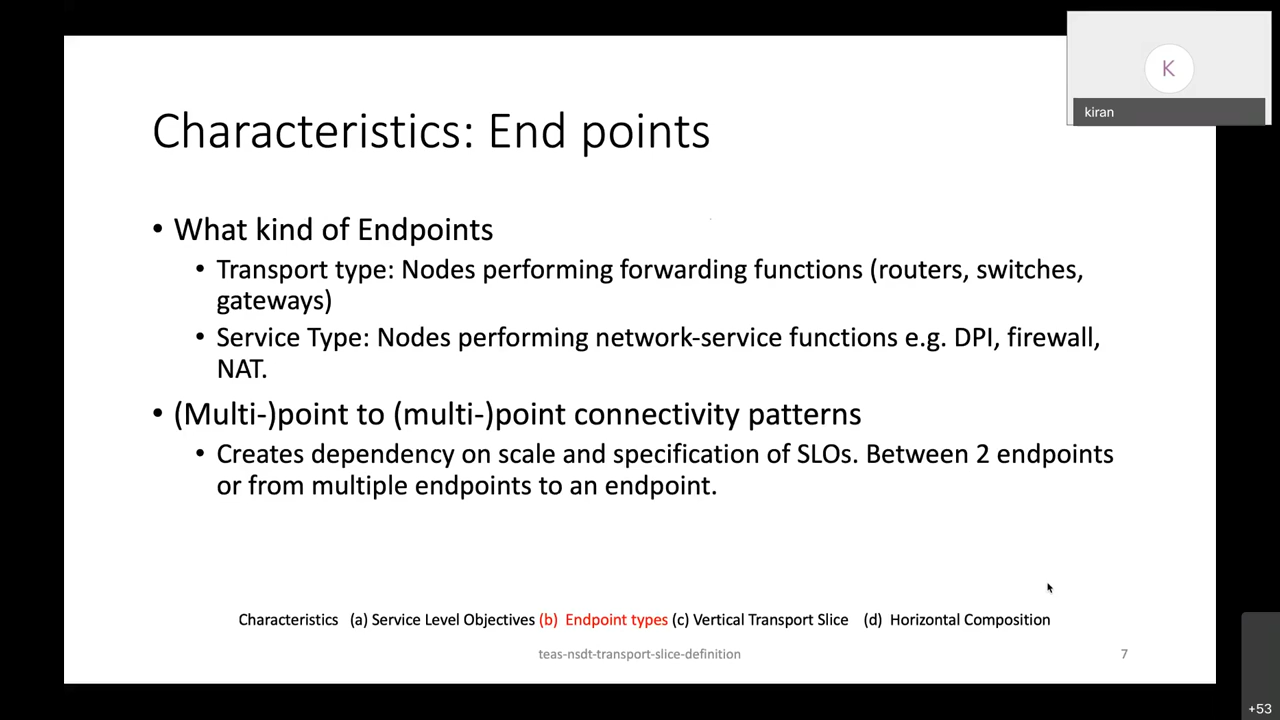 K
kiran
Characteristics: End points
• What kind of Endpoints
• Transport type: Nodes performing forwarding functions (routers, switches,
gateways)
• Service Type: Nodes performing network-service functions e.g. DPI, firewall,
NAT.
• (Multi-)point to (multi-)point connectivity patterns
• Creates dependency on scale and specification of SLOs. Between 2 endpoints
or from multiple endpoints to an endpoint.
Characteristics (a) Service Level Objectives (b) Endpoint types (c) Vertical Transport Slice (d) Horizontal Composition
teas-nsdt-transport-slice-definition
7
+53